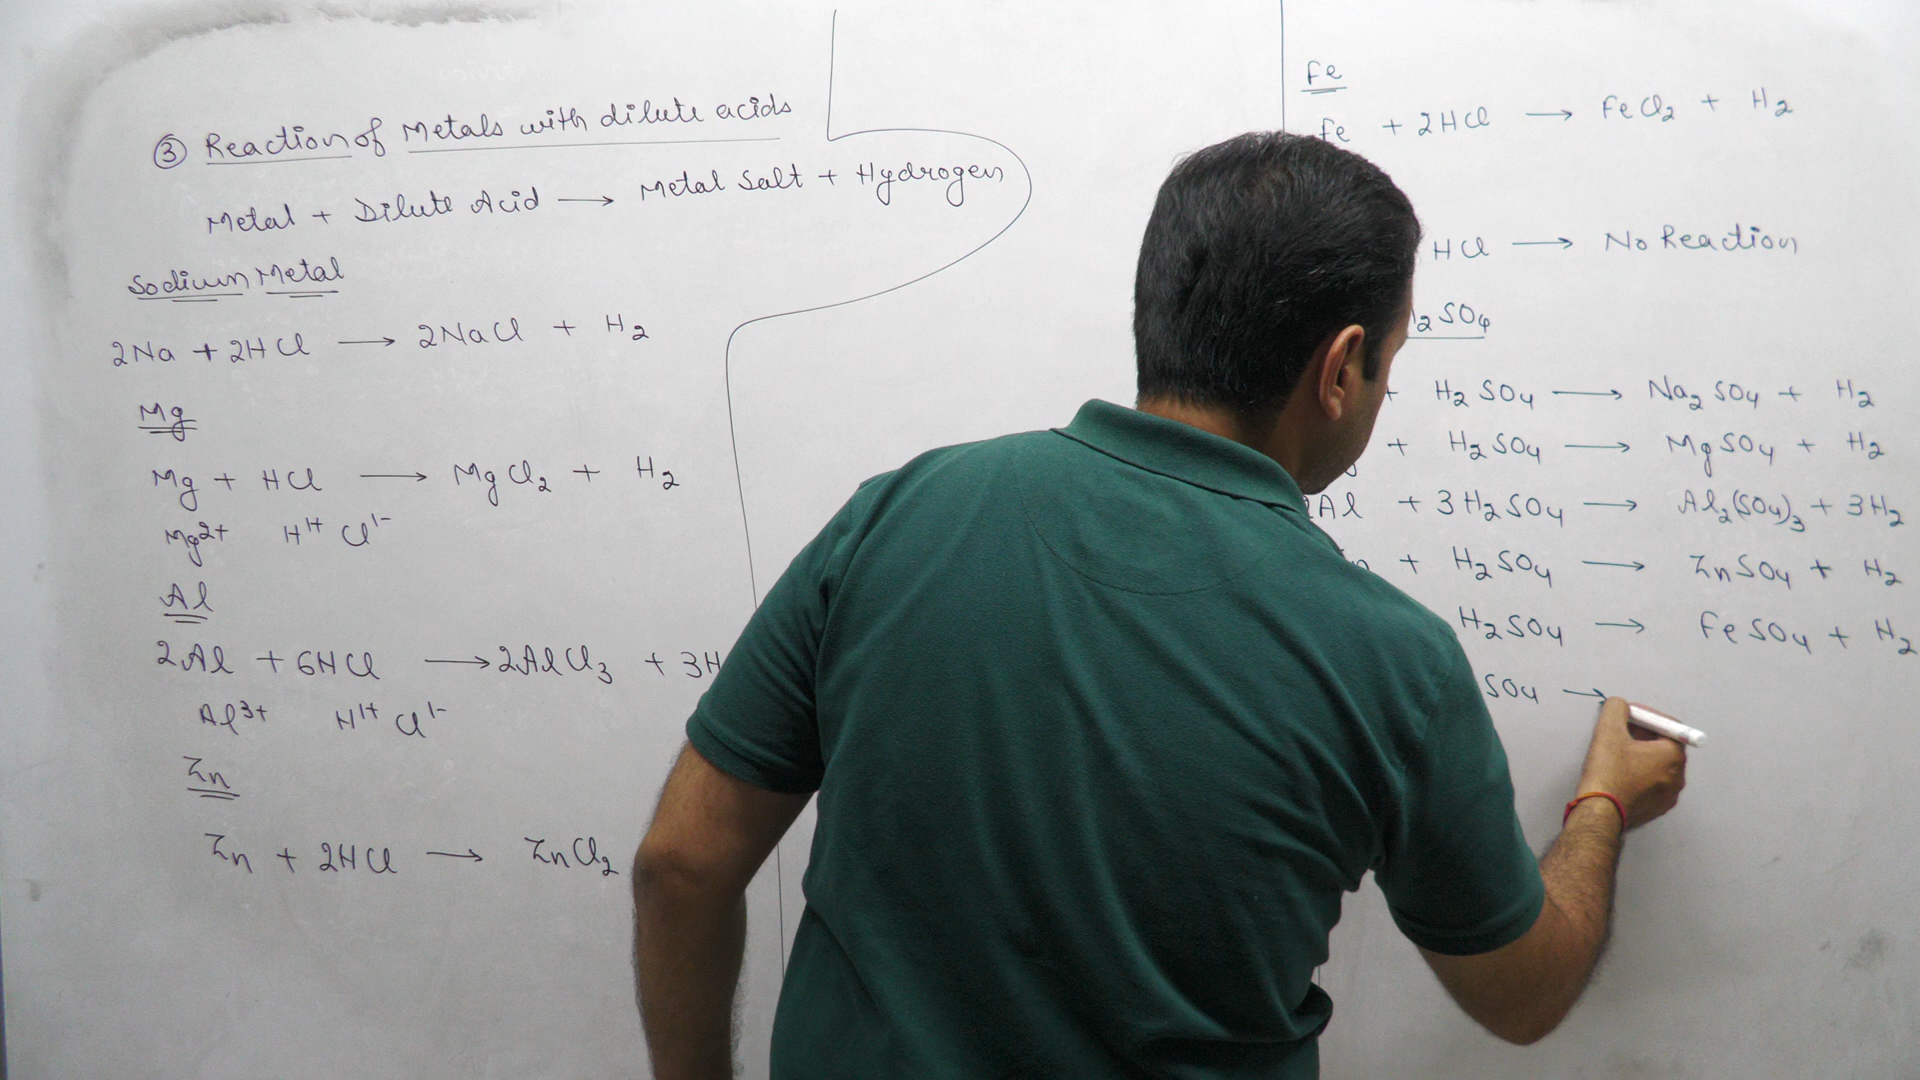 ③ Reaction of Metals with dilute acids
Metal + Dilute Acid → Metal Salt + Hydrogen
Sodium Metal
2Na + 2HCl → 2NaCl + H₂
Mg
Mg + HCl → MgCl₂ + H₂
Mg²⁺ H¹⁺ Cl¹⁻
Al
2Al + 6HCl → 2AlCl₃ + 3H
Al³⁺ H¹⁺ Cl¹⁻
Zn
Zn + 2HCl → ZnCl₂
Fe
Fe + 2HCl → FeCl₂ + H₂
HCl → No Reaction
₂SO₄
+ H₂SO₄ → Na₂SO₄ + H₂
+ H₂SO₄ → MgSO₄ + H₂
2Al + 3H₂SO₄ → Al₂(SO₄)₃ + 3H₂
+ H₂SO₄ → ZnSO₄ + H₂
H₂SO₄ → FeSO₄ + H₂
SO₄ →